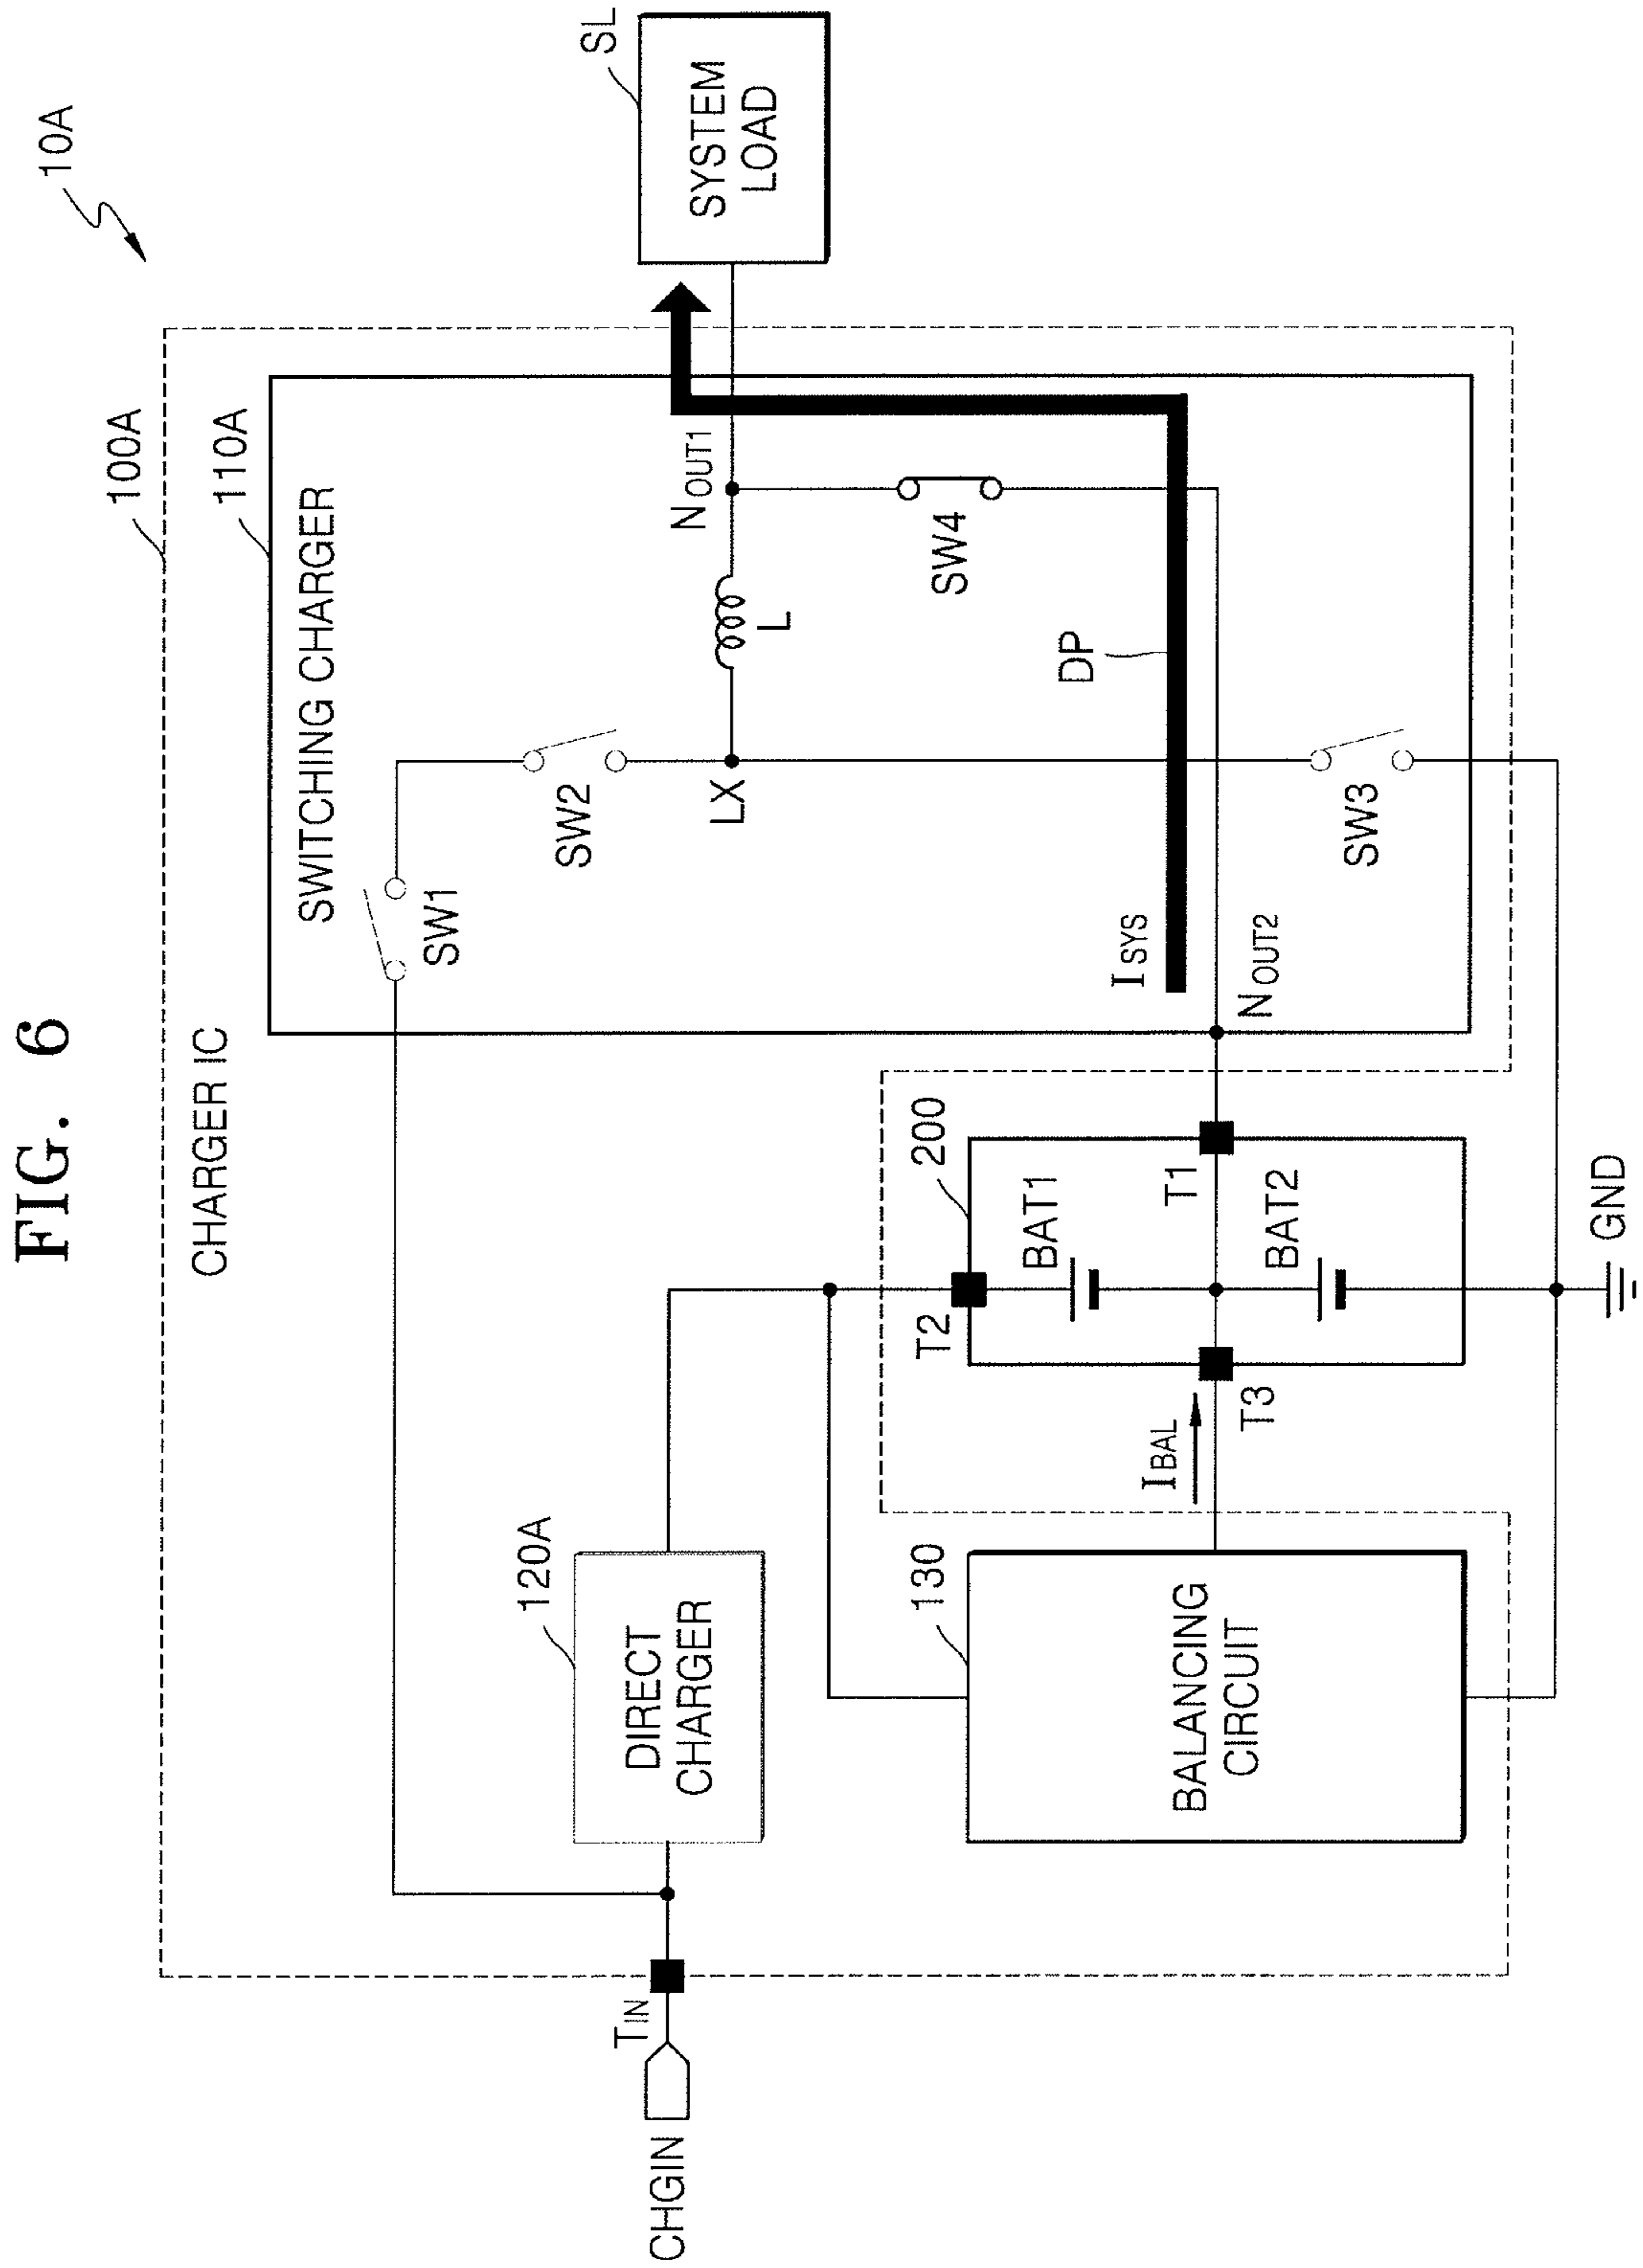 FIG. 6
10A
100A
CHARGER IC
110A
SWITCHING CHARGER
SW1
SW2
LX
L
NOUT1
SW4
SW3
DP
ISYS
NOUT2
SL
SYSTEM
LOAD
CHGIN
TIN
120A
DIRECT
CHARGER
130
BALANCING
CIRCUIT
IBAL
200
T2
T1
T3
BAT1
BAT2
GND